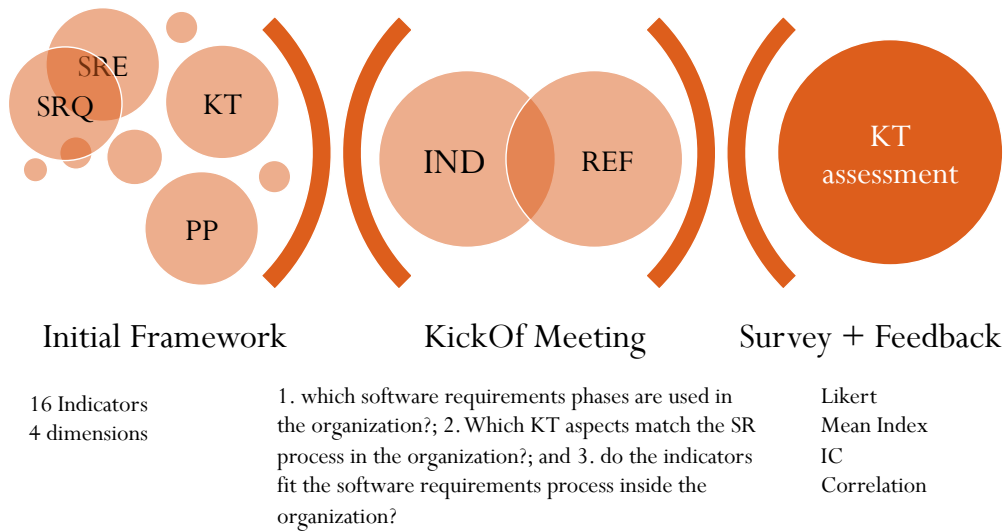 SRE
SRQ
KT
PP
IND
REF
KT
assessment
Initial Framework
KickOf Meeting
Survey + Feedback
16 Indicators
4 dimensions
1. which software requirements phases are used in
the organization?; 2. Which KT aspects match the SR
process in the organization?; and 3. do the indicators
fit the software requirements process inside the
organization?
Likert
Mean Index
IC
Correlation